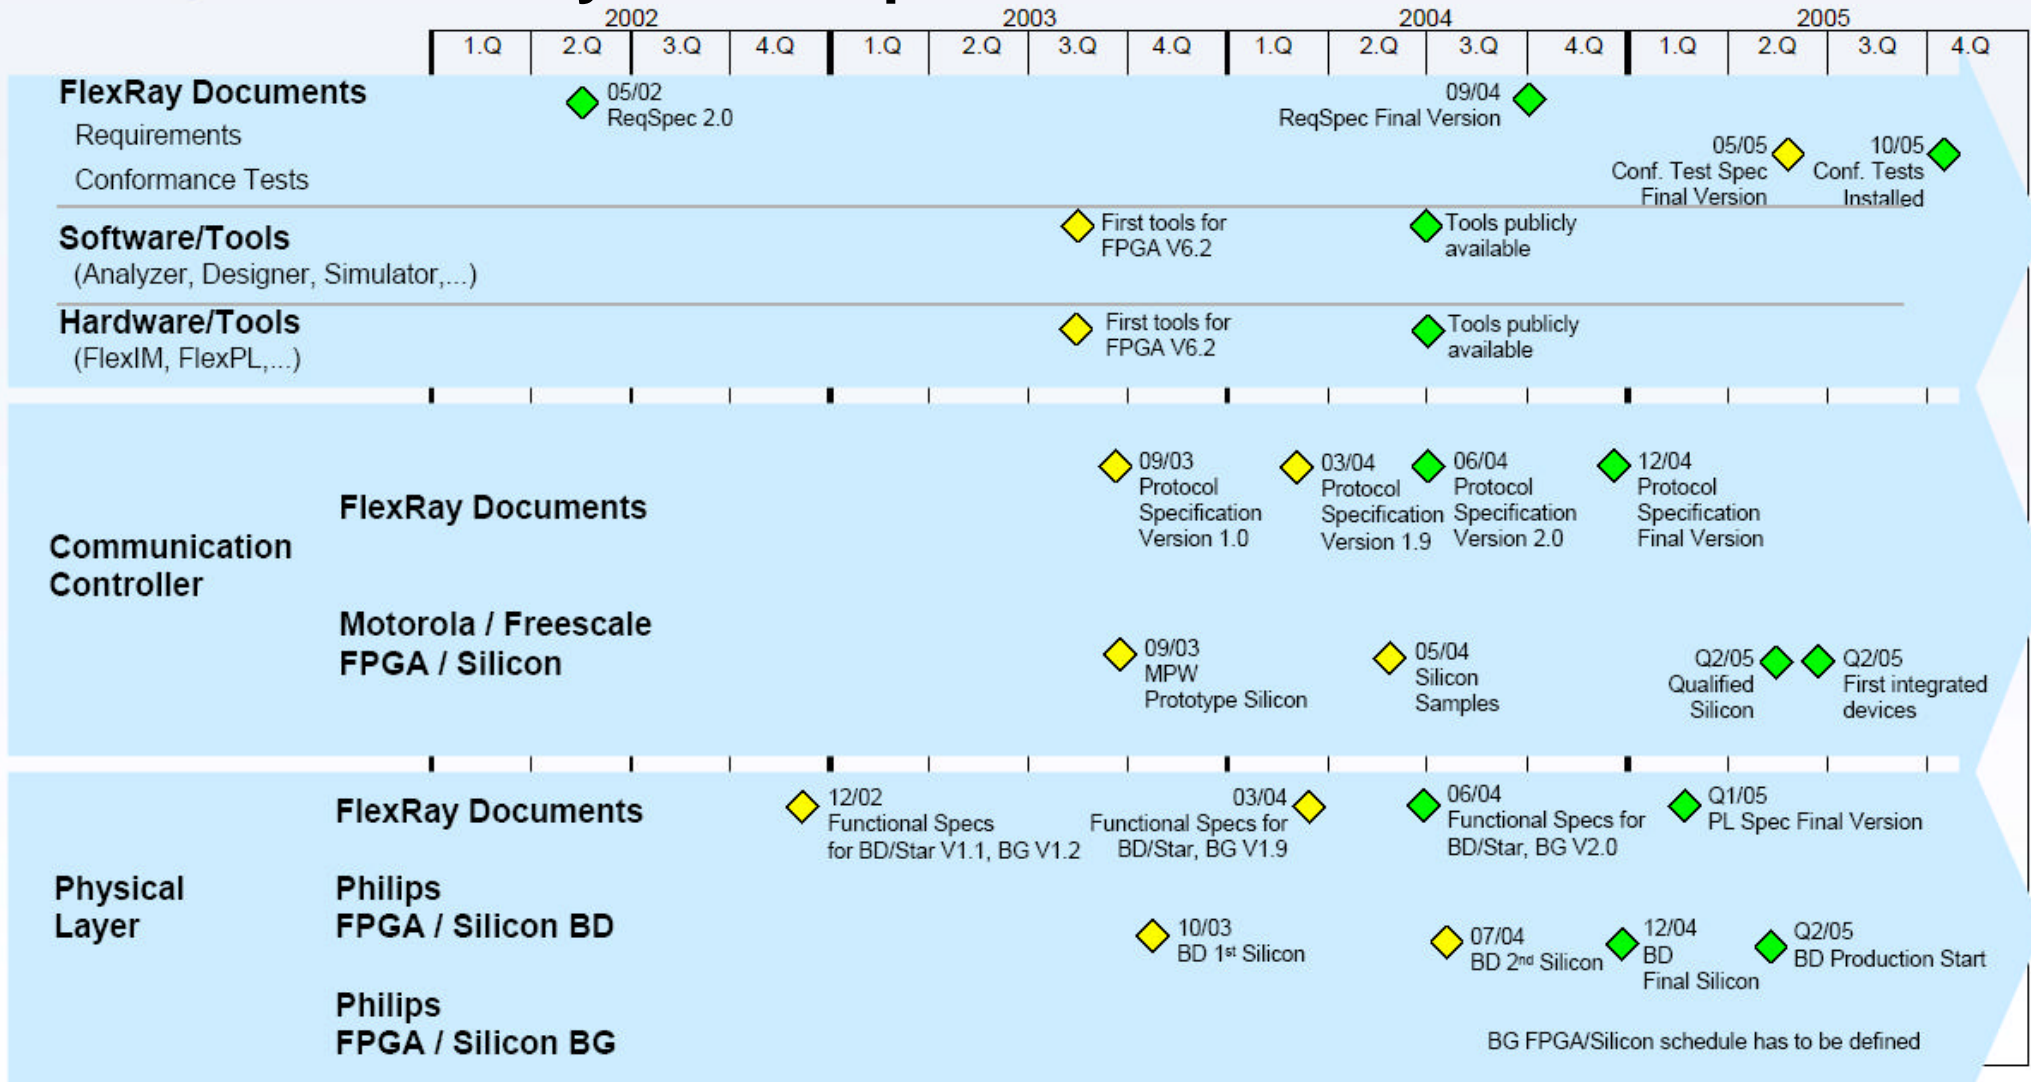 2002 2003 2004 2005
1.Q 2.Q 3.Q 4.Q 1.Q 2.Q 3.Q 4.Q 1.Q 2.Q 3.Q 4.Q 1.Q 2.Q 3.Q 4.Q
FlexRay Documents
Requirements
Conformance Tests
05/02
ReqSpec 2.0
09/04
ReqSpec Final Version
05/05
Conf. Test Spec
Final Version
10/05
Conf. Tests
Installed
Software/Tools
(Analyzer, Designer, Simulator,...)
First tools for
FPGA V6.2
Tools publicly
available
Hardware/Tools
(FlexIM, FlexPL,...)
First tools for
FPGA V6.2
Tools publicly
available
Communication
Controller
FlexRay Documents
09/03
Protocol
Specification
Version 1.0
03/04
Protocol
Specification
Version 1.9
06/04
Protocol
Specification
Version 2.0
12/04
Protocol
Specification
Final Version
Motorola / Freescale
FPGA / Silicon
09/03
MPW
Prototype Silicon
05/04
Silicon
Samples
Q2/05
Qualified
Silicon
Q2/05
First integrated
devices
Physical
Layer
FlexRay Documents
12/02
Functional Specs
for BD/Star V1.1, BG V1.2
03/04
Functional Specs for
BD/Star, BG V1.9
06/04
Functional Specs for
BD/Star, BG V2.0
Q1/05
PL Spec Final Version
Philips
FPGA / Silicon BD
10/03
BD 1st Silicon
07/04
BD 2nd Silicon
12/04
BD
Final Silicon
Q2/05
BD Production Start
Philips
FPGA / Silicon BG
BG FPGA/Silicon schedule has to be defined